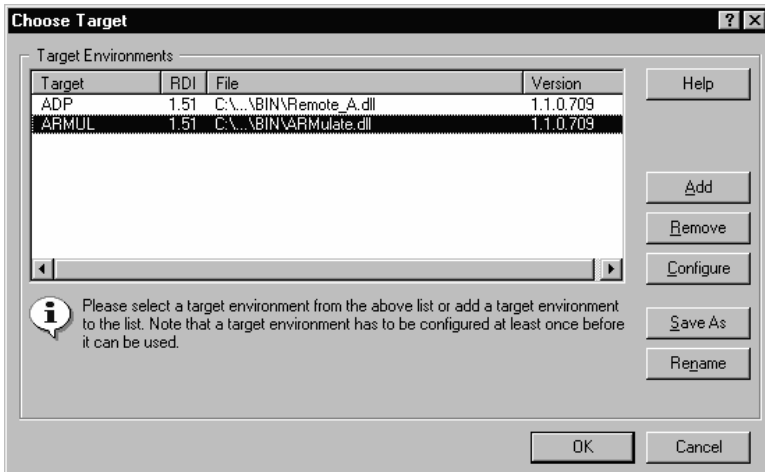 Choose Target
Target Environments
Target RDI File Version
ADP 1.51 C:\...\BIN\Remote_A.dll 1.1.0.709
ARMUL 1.51 C:\...\BIN\ARMulate.dll 1.1.0.709
Help
Add
Remove
Configure
Please select a target environment from the above list or add a target environment
to the list. Note that a target environment has to be configured at least once before
it can be used.
Save As
Rename
OK Cancel